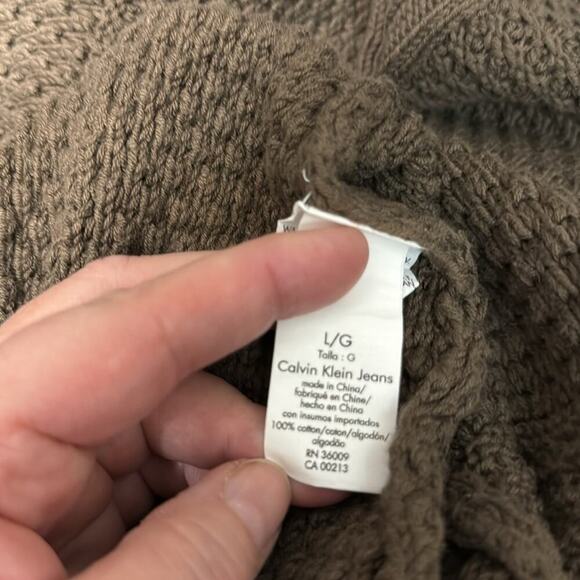 L/G
Talla : G
Calvin Klein Jeans
made in China/
fabriqué en Chine/
hecho en China
con insumos importados
100% cotton/coton/algodón/
algodão
RN 36009
CA 00213